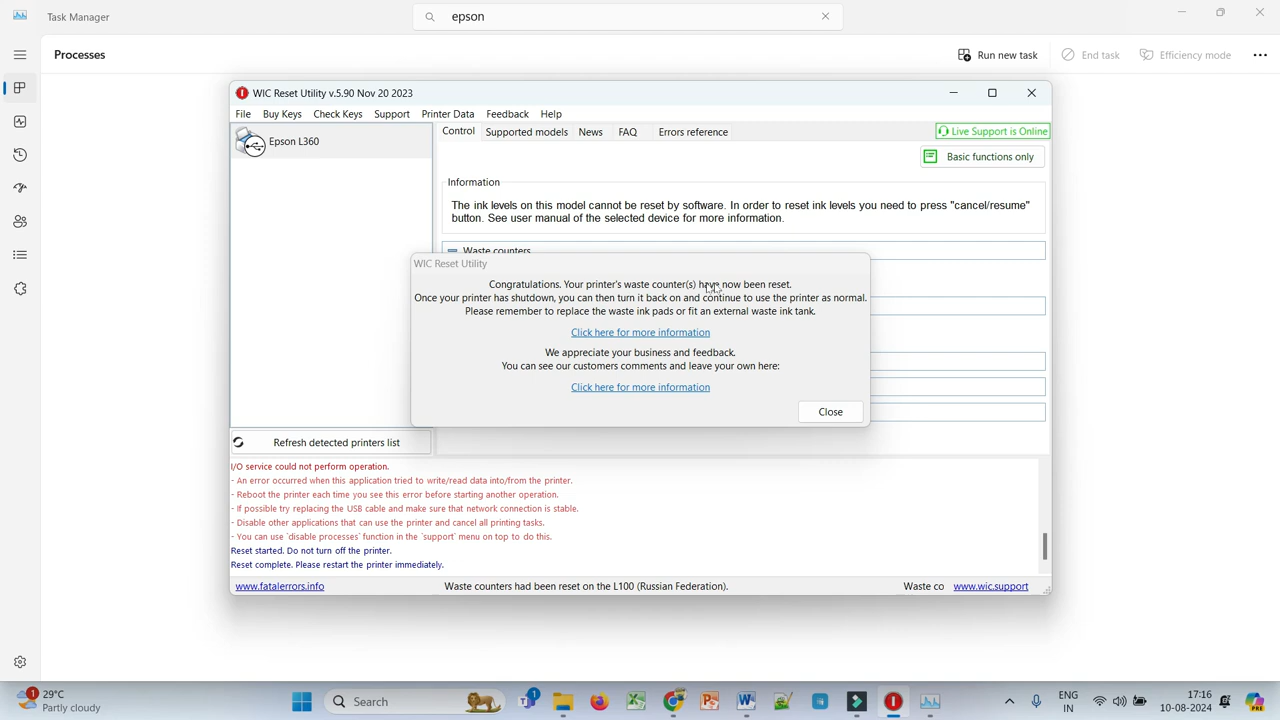 Task Manager
epson
Processes
Run new task
End task
Efficiency mode
WIC Reset Utility v.5.90 Nov 20 2023
File Buy Keys Check Keys Support Printer Data Feedback Help
Epson L360
Control Supported models News FAQ Errors reference
Live Support is Online
Basic functions only
Information
The ink levels on this model cannot be reset by software. In order to reset ink levels you need to press "cancel/resume"
button. See user manual of the selected device for more information.
Waste counters
WIC Reset Utility
Congratulations. Your printer's waste counter(s) have now been reset.
Once your printer has shutdown, you can then turn it back on and continue to use the printer as normal.
Please remember to replace the waste ink pads or fit an external waste ink tank.
Click here for more information
We appreciate your business and feedback.
You can see our customers comments and leave your own here:
Click here for more information
Close
Refresh detected printers list
I/O service could not perform operation.
- An error occurred when this application tried to write/read data into/from the printer.
- Reboot the printer each time you see this error before starting another operation.
- If possible try replacing the USB cable and make sure that network connection is stable.
- Disable other applications that can use the printer and cancel all printing tasks.
- You can use `disable processes` function in the `support` menu on top to do this.
Reset started. Do not turn off the printer.
Reset complete. Please restart the printer immediately.
www.fatalerrors.info
Waste counters had been reset on the L100 (Russian Federation).
Waste co
www.wic.support
1
29°C
Partly cloudy
Search
1
ENG
IN
17:16
10-08-2024
PRE